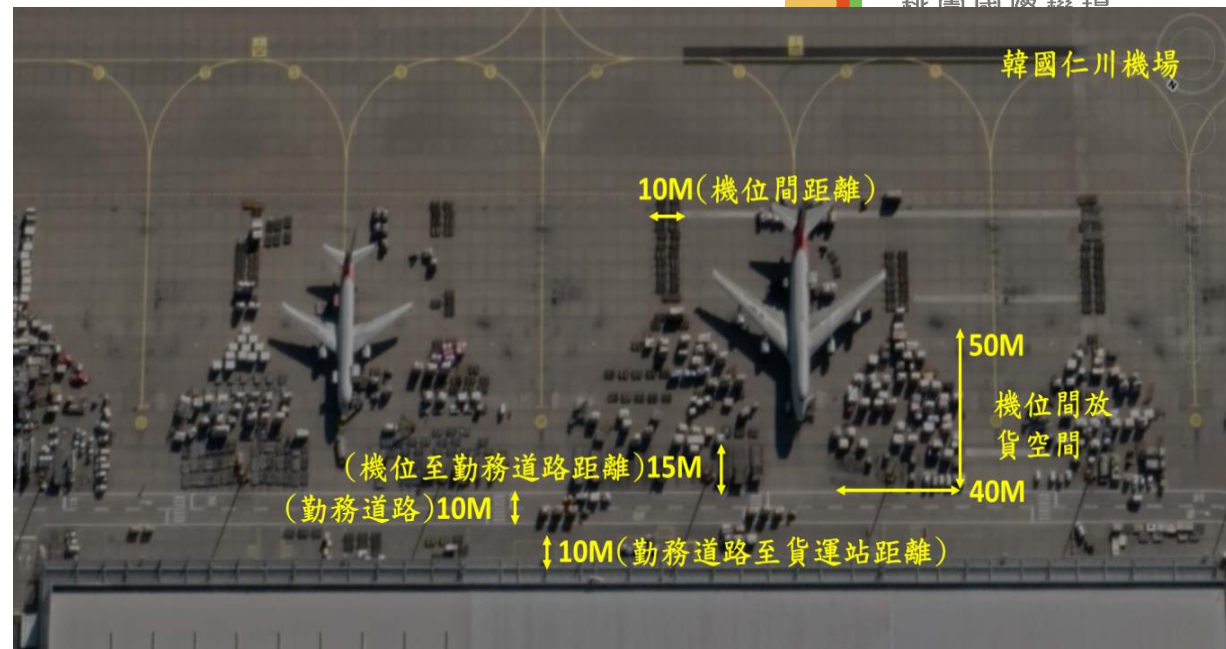 韓國仁川機場
10M(機位間距離)
50M
機位間放
貨空間
(機位至勤務道路距離)15M
40M
(勤務道路)10M
10M(勤務道路至貨運站距離)